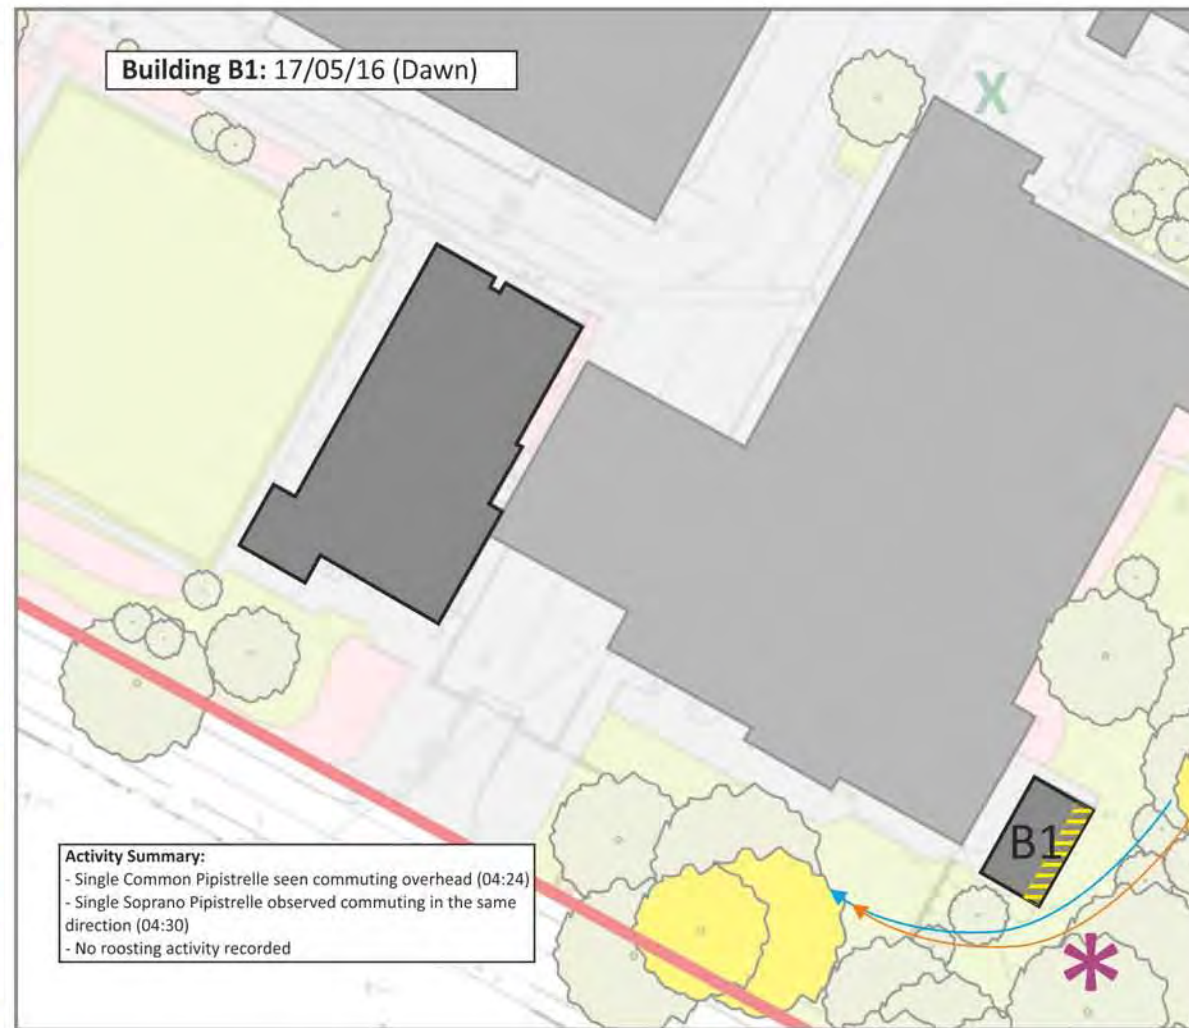 Building B1: 17/05/16 (Dawn)
X
B1
Activity Summary:
- Single Common Pipistrelle seen commuting overhead (04:24)
- Single Soprano Pipistrelle observed commuting in the same
direction (04:30)
- No roosting activity recorded
*